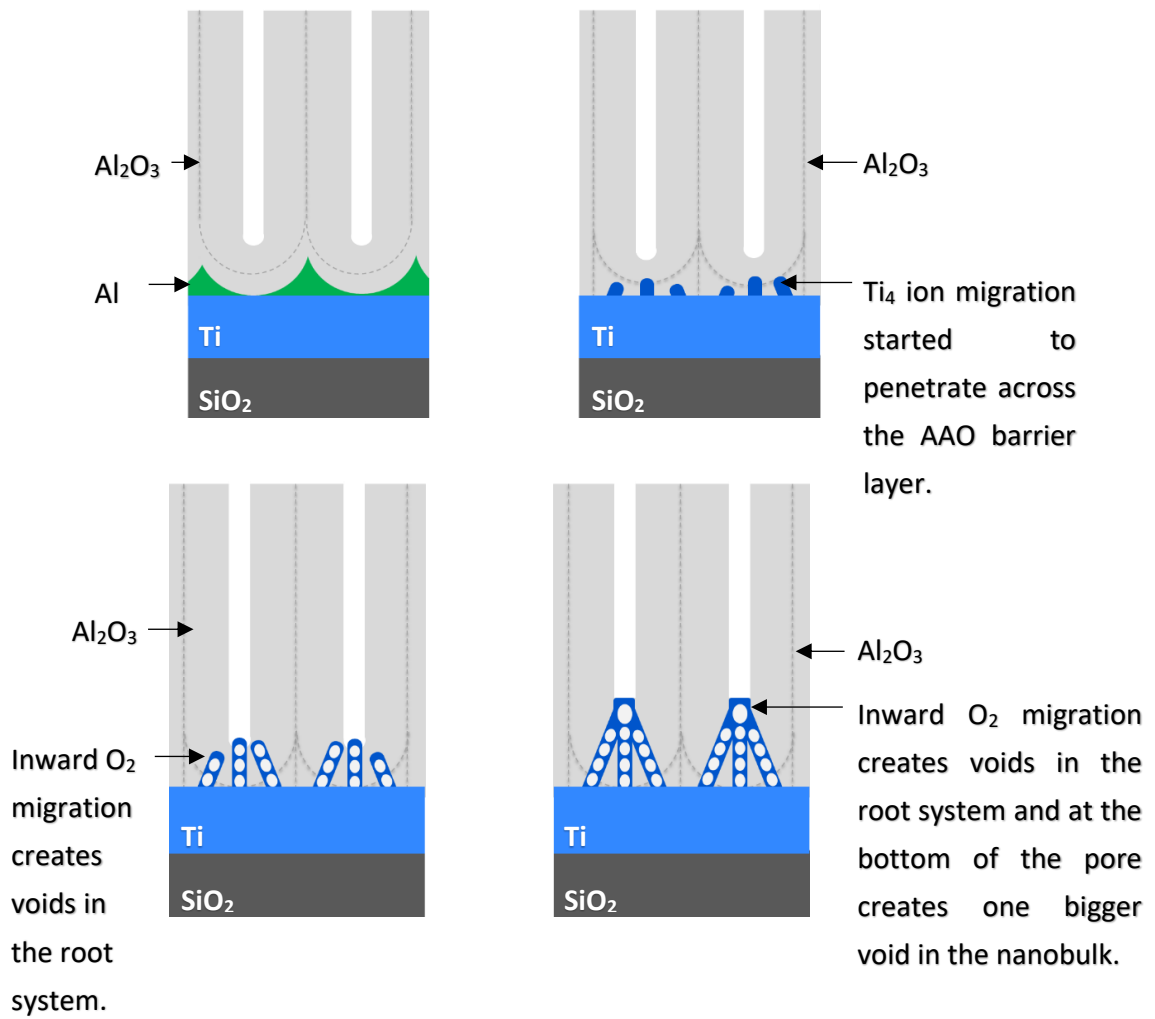 Al₂O₃
Al
Ti
SiO₂
Al₂O₃
Ti
SiO₂
Ti₄ ion migration
started to
penetrate across
the AAO barrier
layer.
Al₂O₃
Inward O₂
migration
creates
voids in
the root
system.
Ti
SiO₂
Al₂O₃
Inward O₂ migration
creates voids in the
root system and at the
bottom of the pore
creates one bigger
void in the nanobulk.
Ti
SiO₂